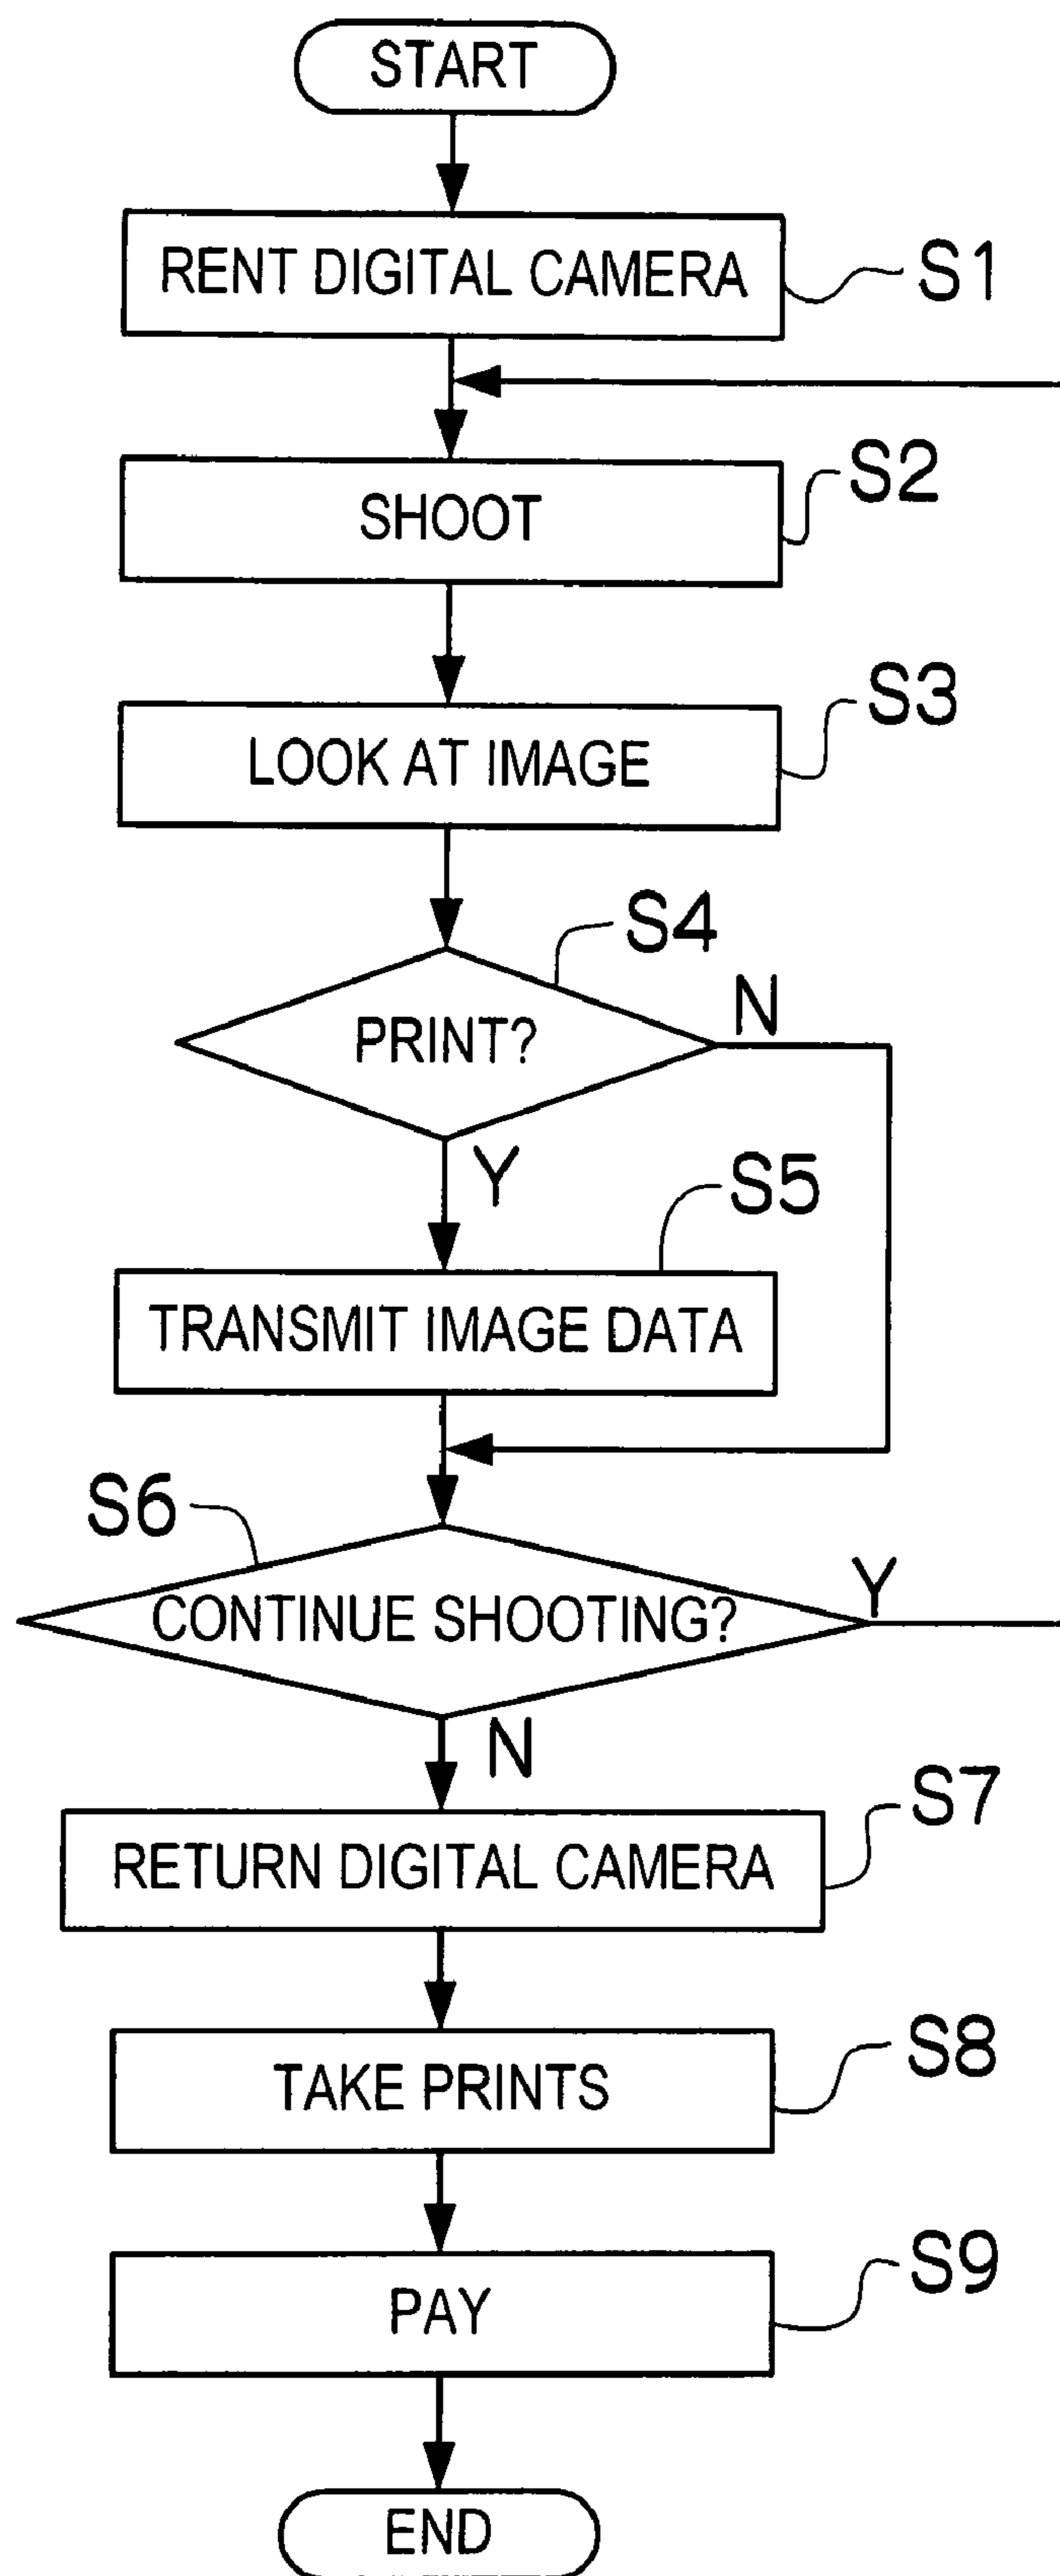 START
RENT DIGITAL CAMERA
S1
SHOOT
S2
LOOK AT IMAGE
S3
S4
PRINT?
N
Y
S5
TRANSMIT IMAGE DATA
S6
CONTINUE SHOOTING?
Y
N
RETURN DIGITAL CAMERA
S7
TAKE PRINTS
S8
PAY
S9
END